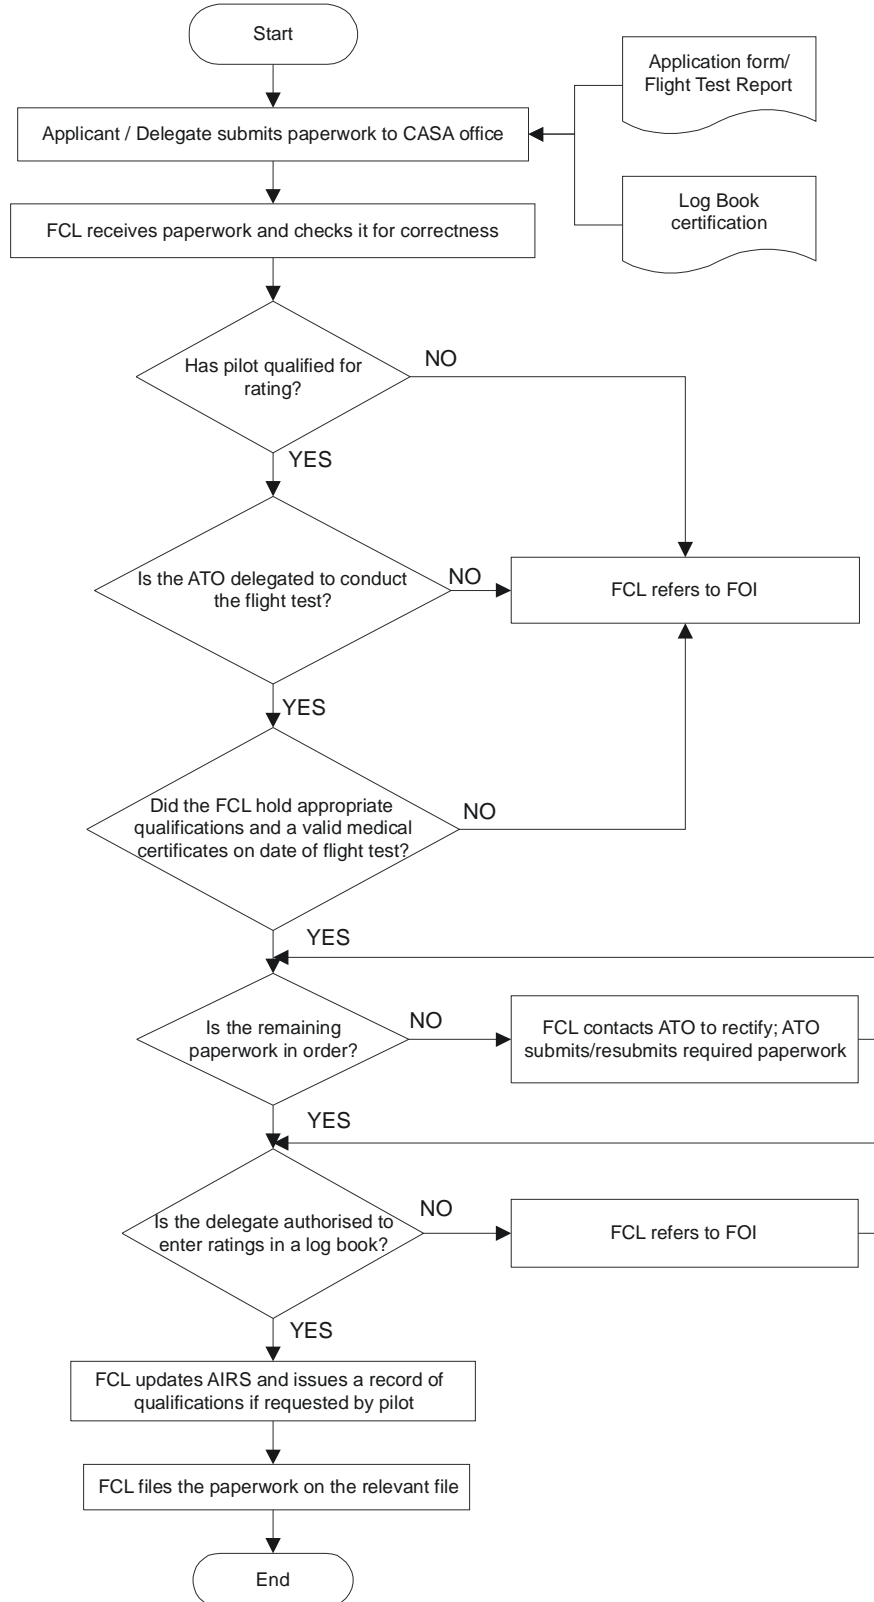 Start
Application form/
Flight Test Report
Applicant / Delegate submits paperwork to CASA office
Log Book
certification
FCL receives paperwork and checks it for correctness
Has pilot qualified for
rating?
NO
YES
Is the ATO delegated to conduct
the flight test?
NO
FCL refers to FOI
YES
Did the FCL hold appropriate
qualifications and a valid medical
certificates on date of flight test?
NO
YES
Is the remaining
paperwork in order?
NO
FCL contacts ATO to rectify; ATO
submits/resubmits required paperwork
YES
Is the delegate authorised to
enter ratings in a log book?
NO
FCL refers to FOI
YES
FCL updates AIRS and issues a record of
qualifications if requested by pilot
FCL files the paperwork on the relevant file
End